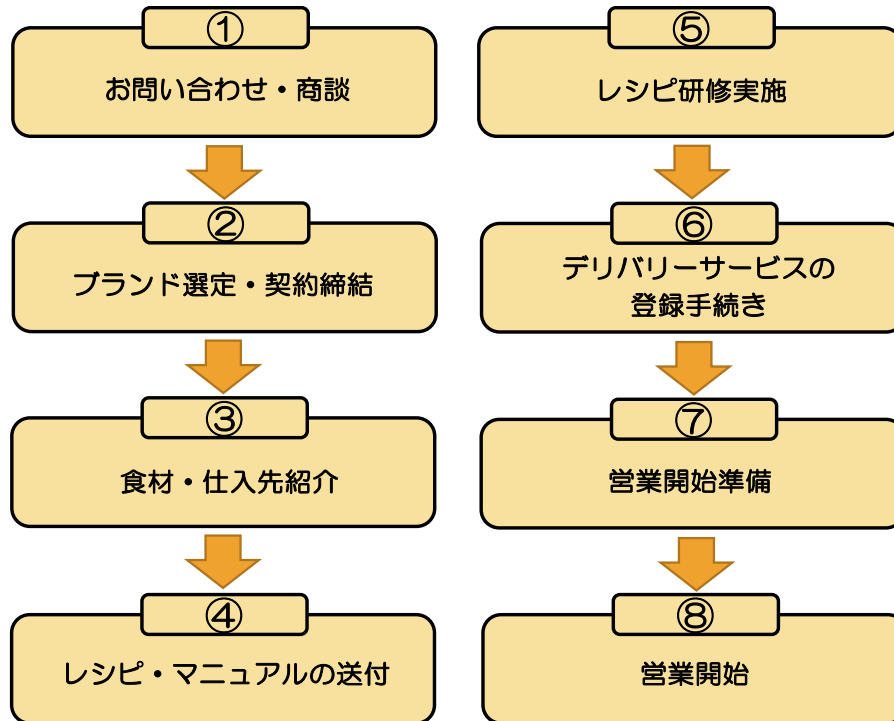 ①
お問い合わせ・商談
②
ブランド選定・契約締結
③
食材・仕入先紹介
④
レシピ・マニュアルの送付
⑤
レシピ研修実施
⑥
デリバリーサービスの
登録手続き
⑦
営業開始準備
⑧
営業開始